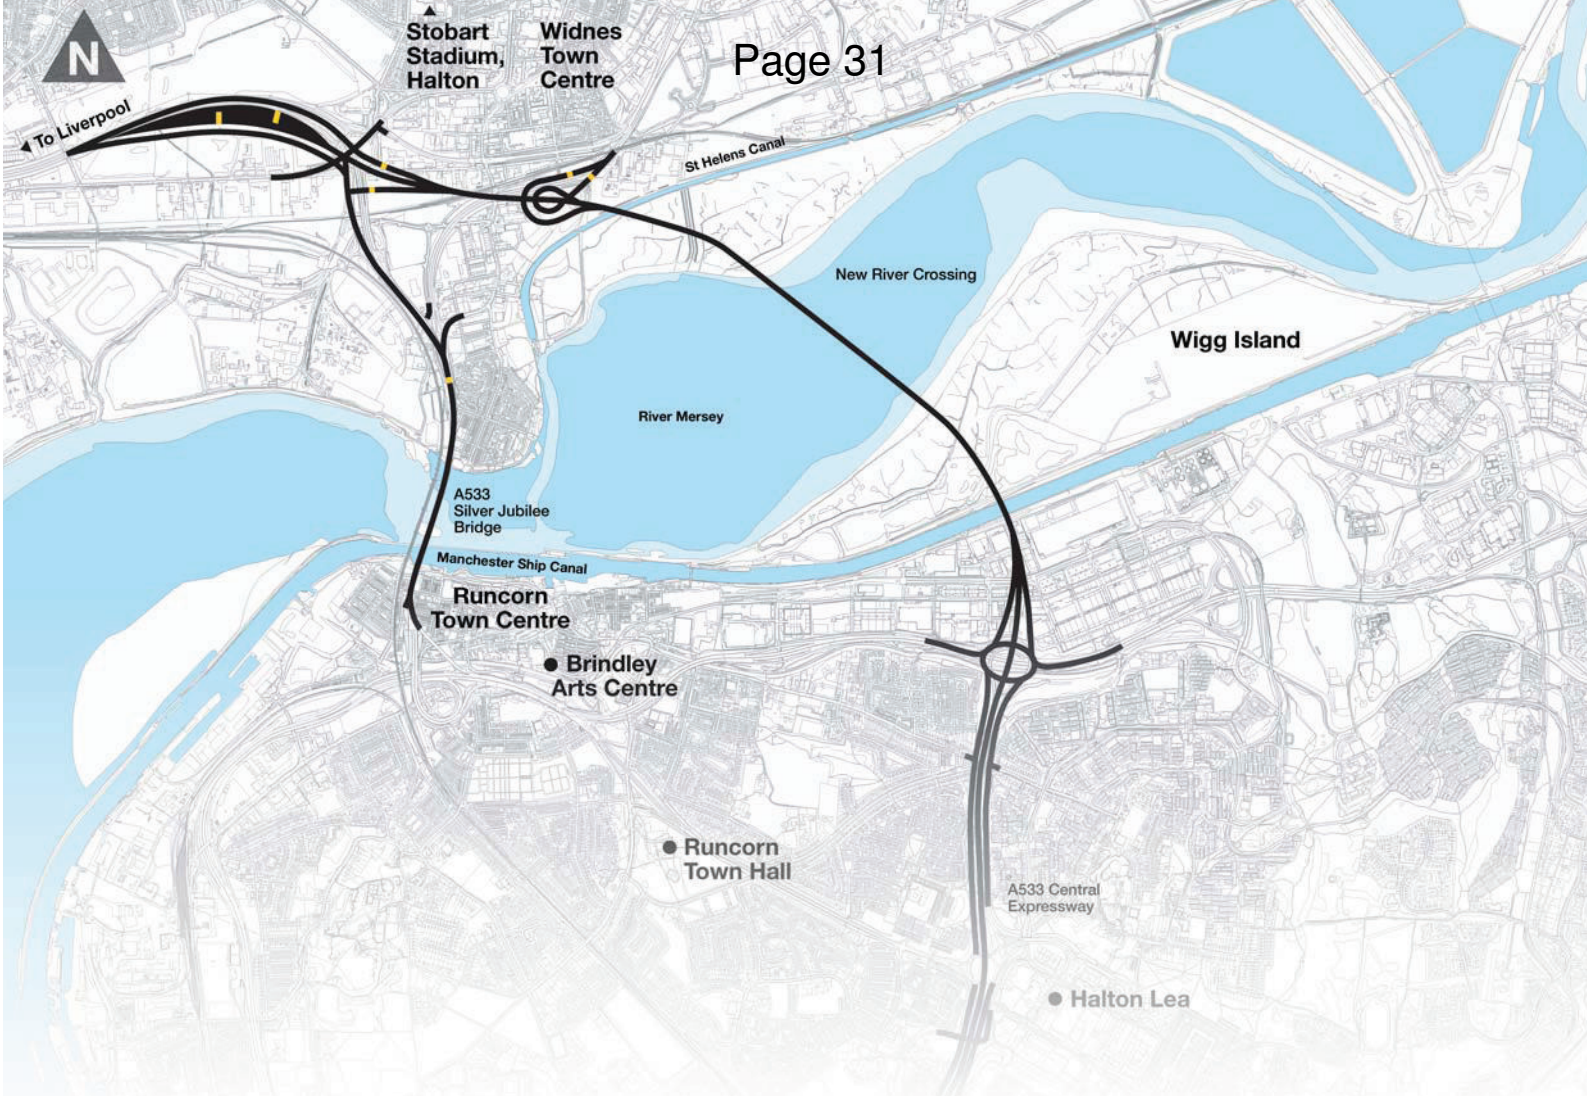 N
Stobart
Stadium,
Halton
Widnes
Town
Centre
Page 31
To Liverpool
St Helens Canal
New River Crossing
Wigg Island
River Mersey
A533
Silver Jubilee
Bridge
Manchester Ship Canal
Runcorn
Town Centre
Brindley
Arts Centre
Runcorn
Town Hall
A533 Central
Expressway
Halton Lea